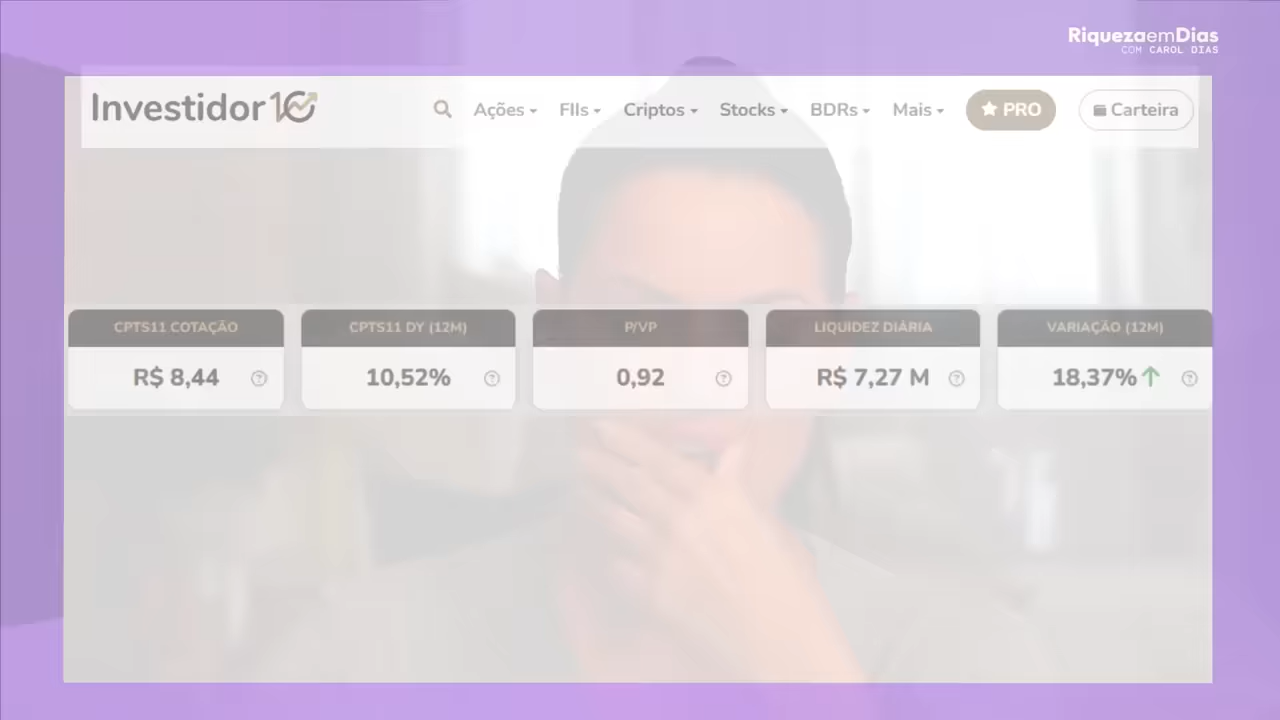 RiquezaemDias
COM CAROL DIAS
Investidor10
Ações
FIIs
Criptos
Stocks
BDRs
Mais
PRO
Carteira
CPTS11 COTAÇÃO
R$ 8,44
CPTS11 DY (12M)
10,52%
P/VP
0,92
LIQUIDEZ DIÁRIA
R$ 7,27 M
VARIAÇÃO (12M)
18,37%